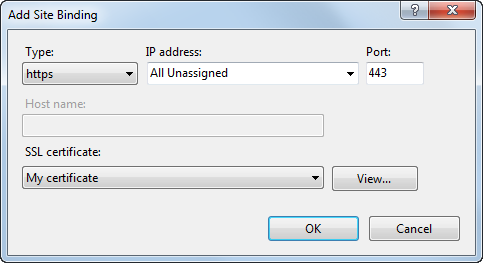 Add Site Binding
Type: IP address: Port:
https All Unassigned 443
Host name:
SSL certificate:
My certificate View...
OK Cancel